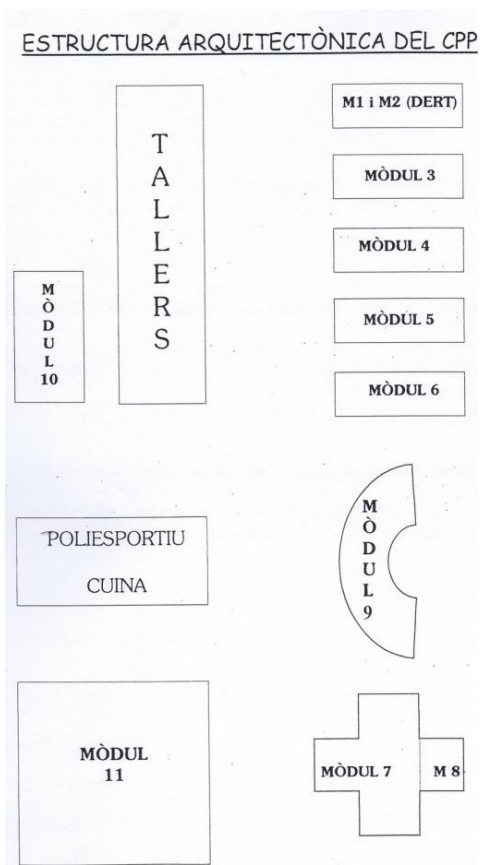 ESTRUCTURA ARQUITECTÒNICA DEL CPP
TALLERS
MÒDUL
10
M1 i M2 (DERT)
MÒDUL 3
MÒDUL 4
MÒDUL 5
MÒDUL 6
POLIESPORTIU
CUINA
MÒDUL 9
MÒDUL
11
MÒDUL 7
M 8